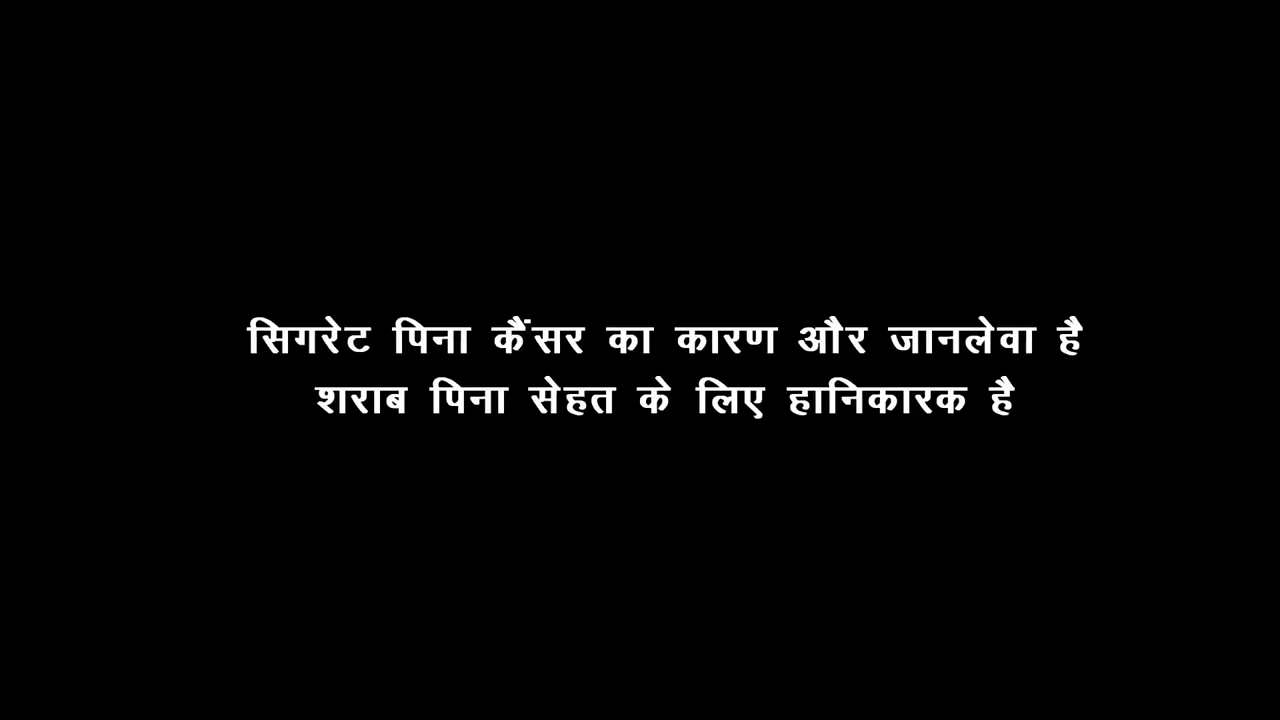 सिगरेट पिना कैंसर का कारण और जानलेवा है
शराब पिना सेहत के लिए हानिकारक है